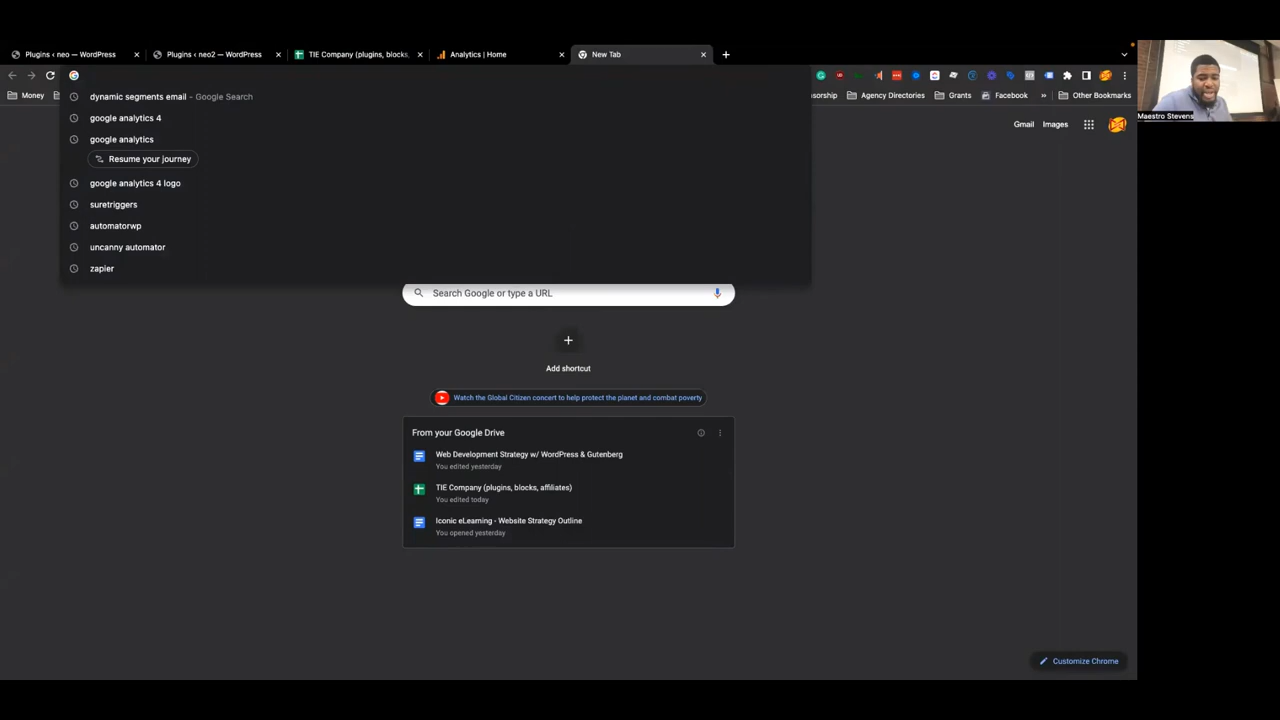 Plugins ‹ neo — WordPress
Plugins ‹ neo2 — WordPress
TIE Company (plugins, blocks,
Analytics | Home
New Tab
Money
Agency Directories
Grants
Facebook
»
Other Bookmarks
dynamic segments email - Google Search
google analytics 4
google analytics
Resume your journey
google analytics 4 logo
suretriggers
automatorwp
uncanny automator
zapier
Gmail
Images
Maestro Stevens
Search Google or type a URL
Add shortcut
Watch the Global Citizen concert to help protect the planet and combat poverty
From your Google Drive
Web Development Strategy w/ WordPress & Gutenberg
You edited yesterday
TIE Company (plugins, blocks, affiliates)
You edited today
Iconic eLearning - Website Strategy Outline
You opened yesterday
Customize Chrome